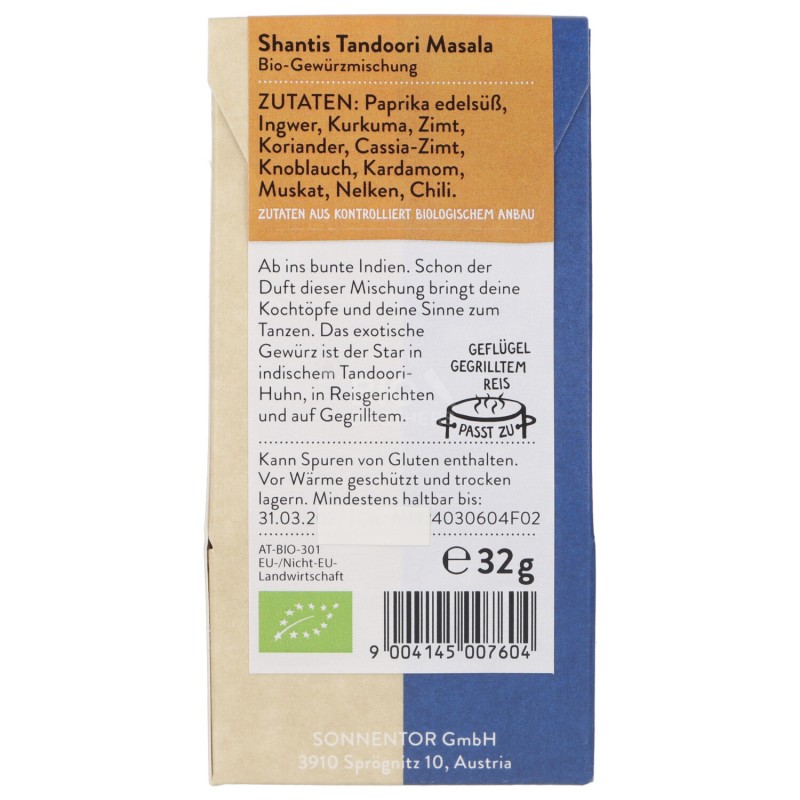 Shantis Tandoori Masala
Bio-Gewürzmischung
ZUTATEN: Paprika edelsüß,
Ingwer, Kurkuma, Zimt,
Koriander, Cassia-Zimt,
Knoblauch, Kardamom,
Muskat, Nelken, Chili.
ZUTATEN AUS KONTROLLIERT BIOLOGISCHEM ANBAU
Ab ins bunte Indien. Schon der
Duft dieser Mischung bringt deine
Kochtöpfe und deine Sinne zum
Tanzen. Das exotische
Gewürz ist der Star in
indischem Tandoori-
Huhn, in Reisgerichten
und auf Gegrilltem.
GEFLÜGEL
GEGRILLTEM
REIS
PASST ZU
Kann Spuren von Gluten enthalten.
Vor Wärme geschützt und trocken
lagern. Mindestens haltbar bis:
31.03.2 4030604F02
AT-BIO-301
EU-/Nicht-EU-
Landwirtschaft
℮ 32g
9 004145 007604
SONNENTOR GmbH
3910 Sprögnitz 10, Austria